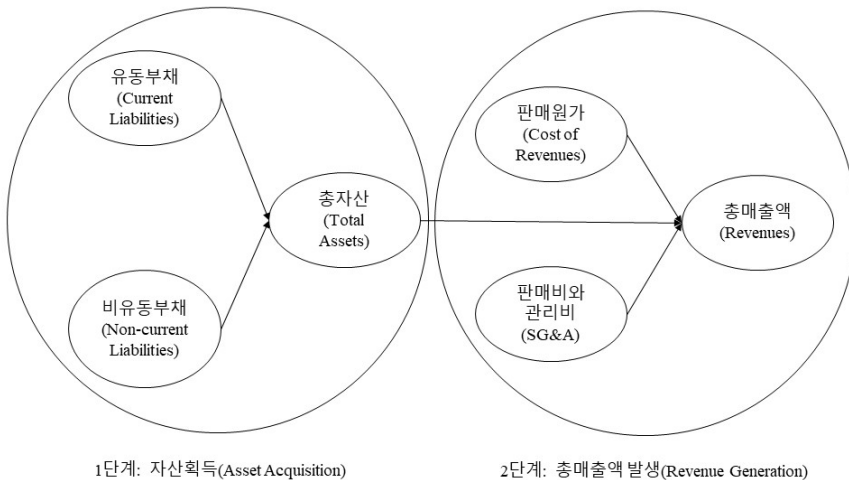 유동부채
(Current
Liabilities)
비유동부채
(Non-current
Liabilities)
총자산
(Total
Assets)
판매원가
(Cost of
Revenues)
판매비와
관리비
(SG&A)
총매출액
(Revenues)
1단계: 자산획득(Asset Acquisition)
2단계: 총매출액 발생(Revenue Generation)